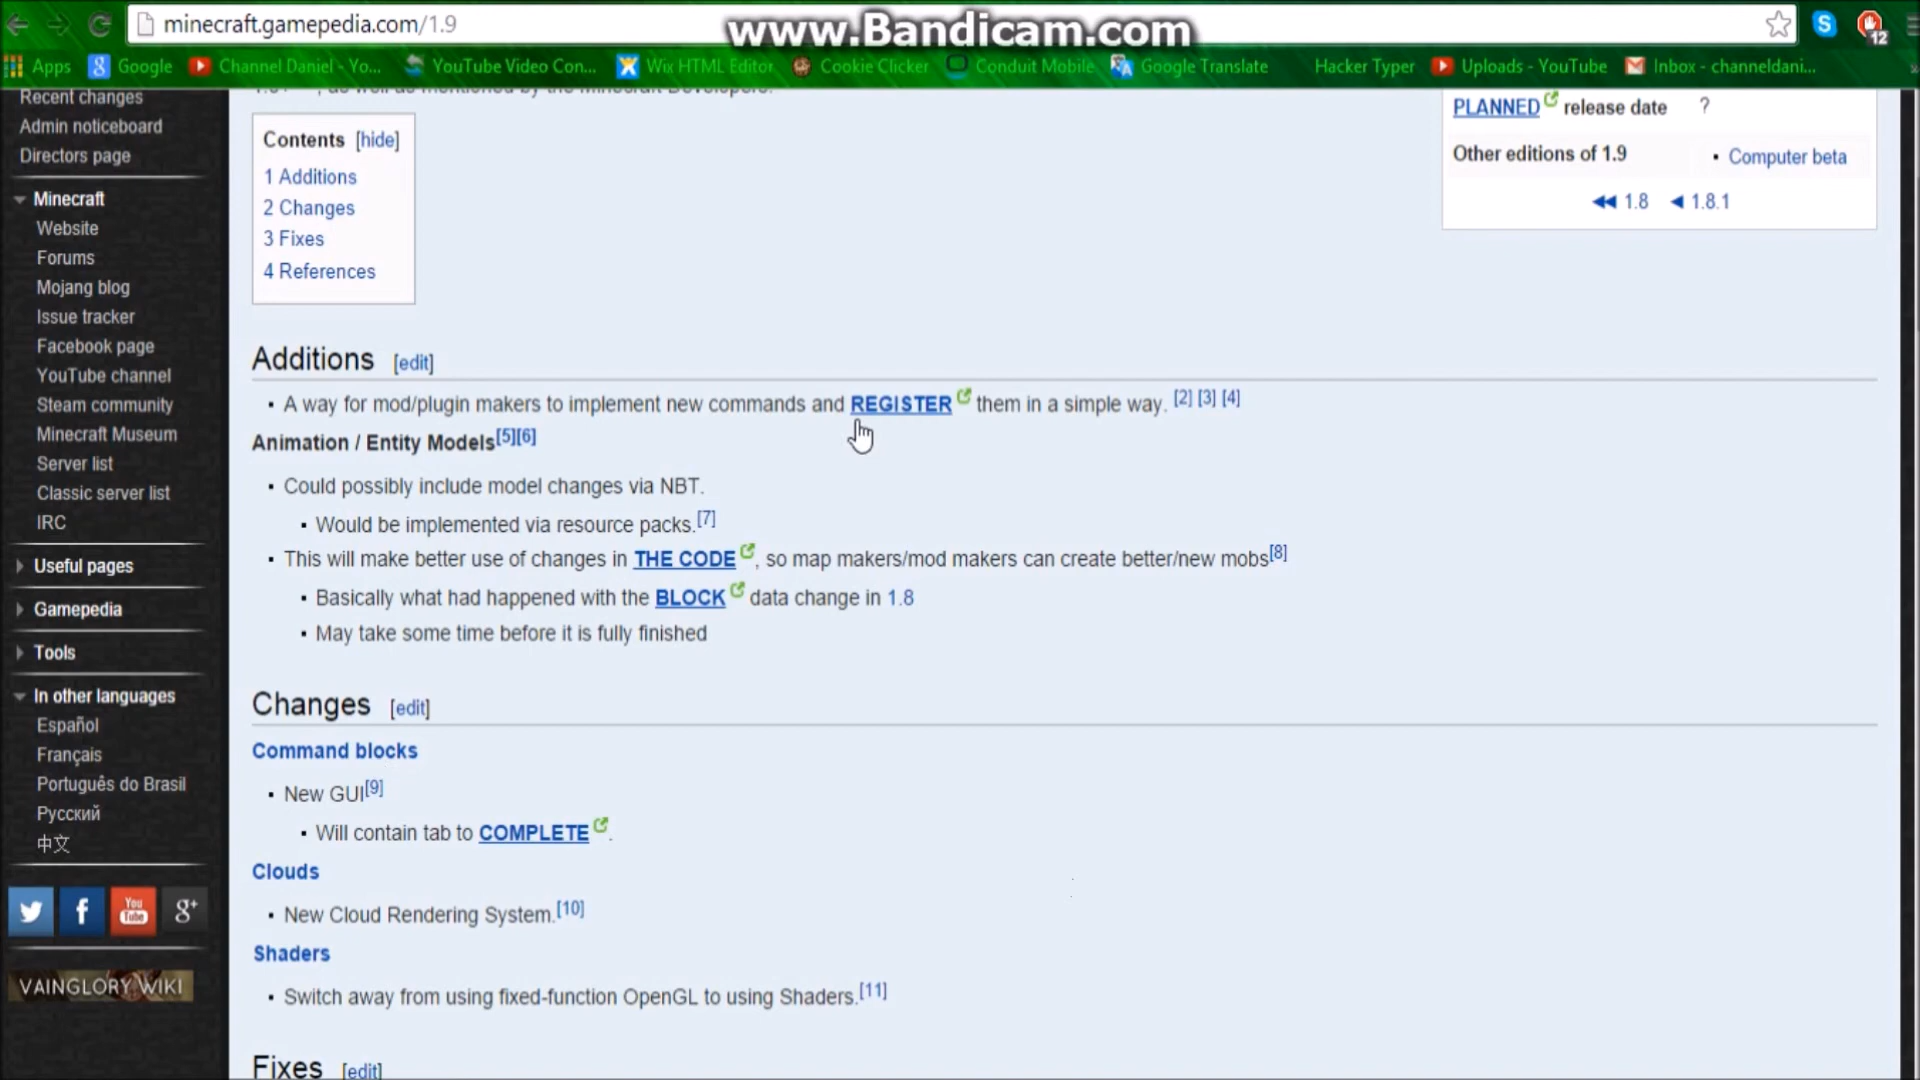 minecraft.gamepedia.com/1.9
www.Bandicam.com
12
Apps Google Channel Daniel - Yo... YouTube Video Con... Wix HTML Editor Cookie Clicker Conduit Mobile Google Translate Hacker Typer Uploads - YouTube Inbox - channeldani...
Recent changes
Admin noticeboard
Directors page
Minecraft
Website
Forums
Mojang blog
Issue tracker
Facebook page
YouTube channel
Steam community
Minecraft Museum
Server list
Classic server list
IRC
Useful pages
Gamepedia
Tools
In other languages
Español
Français
Português do Brasil
Русский
中文
You Tube
g+
VAINGLORY WIKI
, as well as mentioned by the Minecraft Developers.
Contents [hide]
1 Additions
2 Changes
3 Fixes
4 References
PLANNED release date ?
Other editions of 1.9 ▪ Computer beta
◀◀ 1.8 ◀ 1.8.1
Additions [edit]
▪ A way for mod/plugin makers to implement new commands and REGISTER them in a simple way. [2] [3] [4]
Animation / Entity Models[5][6]
▪ Could possibly include model changes via NBT.
▪ Would be implemented via resource packs.[7]
▪ This will make better use of changes in THE CODE , so map makers/mod makers can create better/new mobs[8]
▪ Basically what had happened with the BLOCK data change in 1.8
▪ May take some time before it is fully finished
Changes [edit]
Command blocks
▪ New GUI[9]
▪ Will contain tab to COMPLETE .
Clouds
▪ New Cloud Rendering System.[10]
Shaders
▪ Switch away from using fixed-function OpenGL to using Shaders.[11]
Fixes [edit]